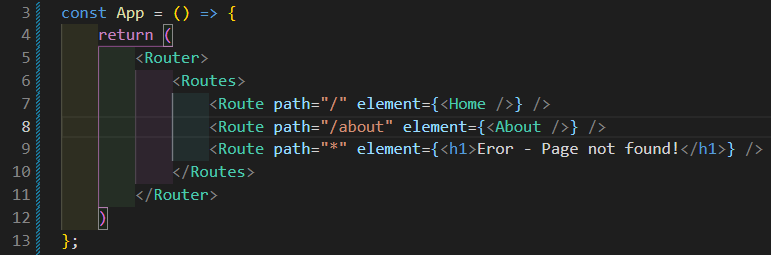 3 const App = () => {
4 return (
5 <Router>
6 <Routes>
7 <Route path="/" element={<Home />} />
8 <Route path="/about" element={<About />} />
9 <Route path="*" element={<h1>Eror - Page not found!</h1>} />
10 </Routes>
11 </Router>
12 )
13 };